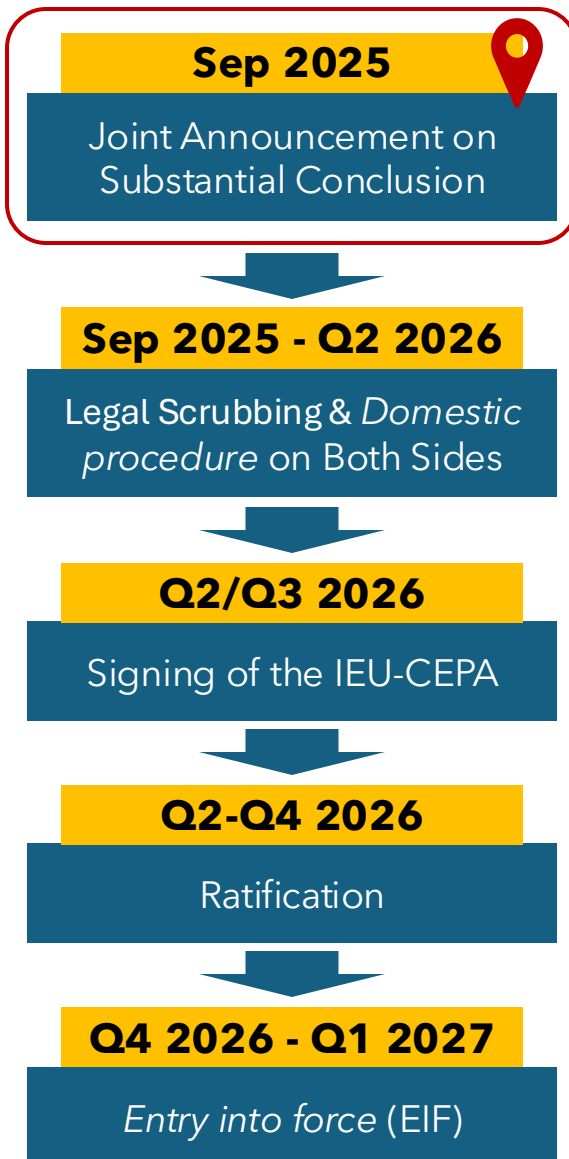 Sep 2025
Joint Announcement on
Substantial Conclusion
Sep 2025 - Q2 2026
Legal Scrubbing & Domestic
procedure on Both Sides
Q2/Q3 2026
Signing of the IEU-CEPA
Q2-Q4 2026
Ratification
Q4 2026 - Q1 2027
Entry into force (EIF)